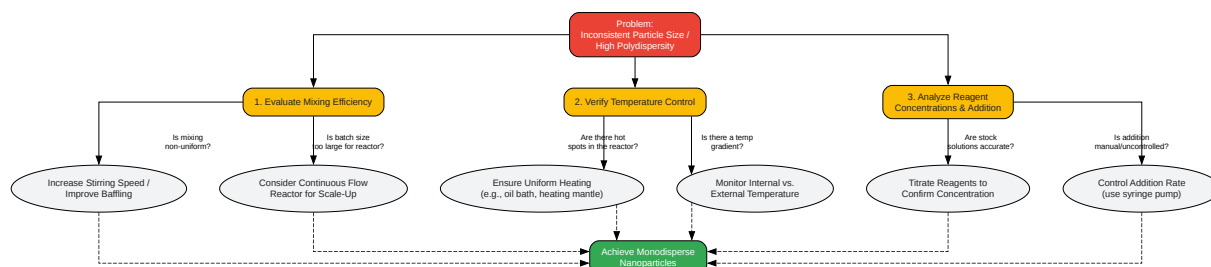 Problem:
Inconsistent Particle Size /
High Polydispersity
1. Evaluate Mixing Efficiency
2. Verify Temperature Control
3. Analyze Reagent
Concentrations & Addition
Is mixing
non-uniform?
Is batch size
too large for reactor?
Are there hot
spots in the reactor?
Is there a temp
gradient?
Are stock
solutions accurate?
Is addition
manual/uncontrolled?
Increase Stirring Speed /
Improve Baffling
Consider Continuous Flow
Reactor for Scale-Up
Ensure Uniform Heating
(e.g., oil bath, heating mantle)
Monitor Internal vs.
External Temperature
Titrate Reagents to
Confirm Concentration
Control Addition Rate
(use syringe pump)
Achieve Monodisperse
Nanoparticles